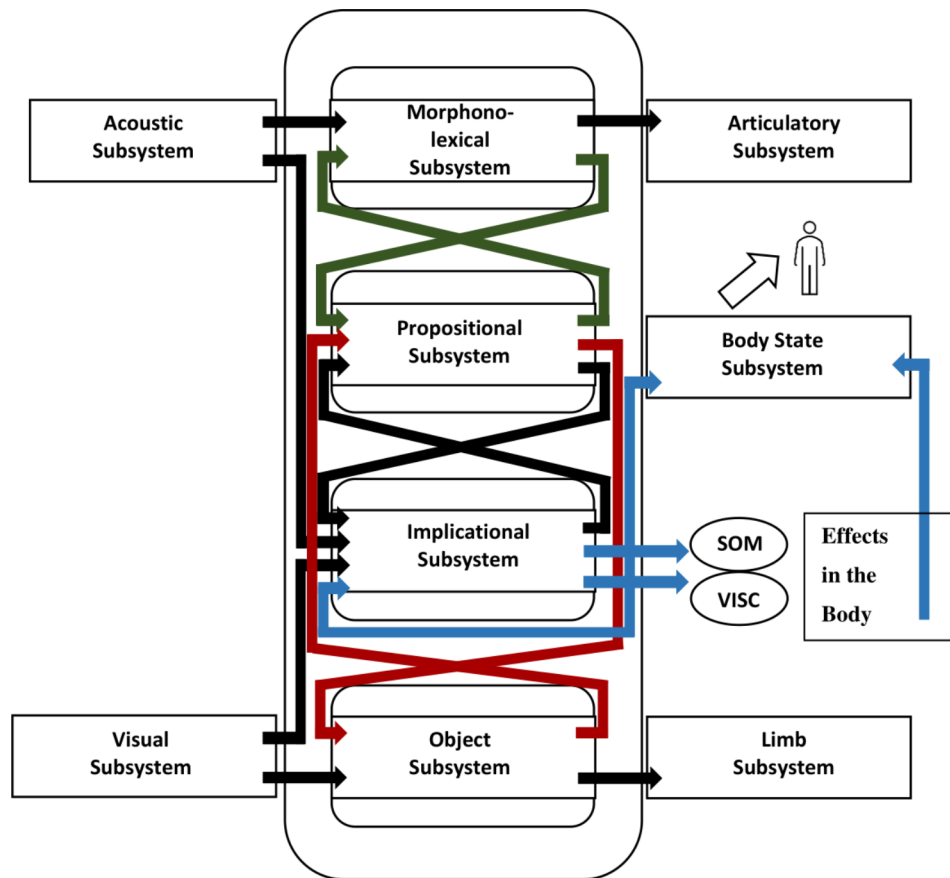 Acoustic
Subsystem
Morphono-
lexical
Subsystem
Articulatory
Subsystem
Propositional
Subsystem
Body State
Subsystem
Implicational
Subsystem
SOM
VISC
Effects
in the
Body
Visual
Subsystem
Object
Subsystem
Limb
Subsystem